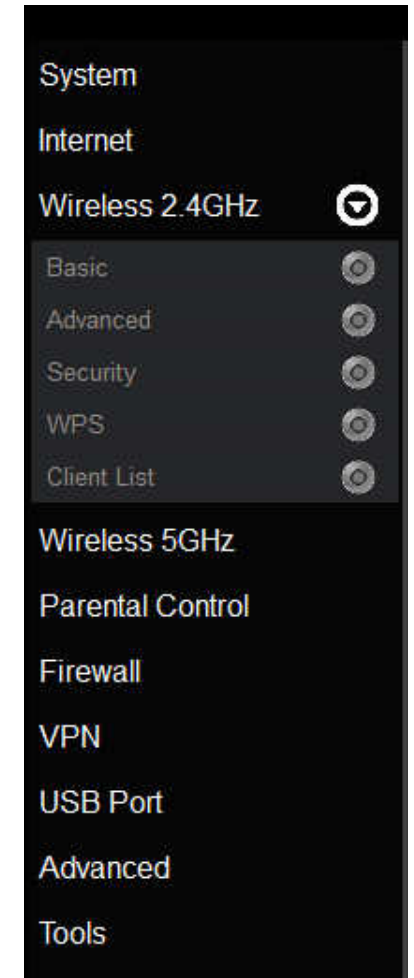 System
Internet
Wireless 2.4GHz
Basic
Advanced
Security
WPS
Client List
Wireless 5GHz
Parental Control
Firewall
VPN
USB Port
Advanced
Tools